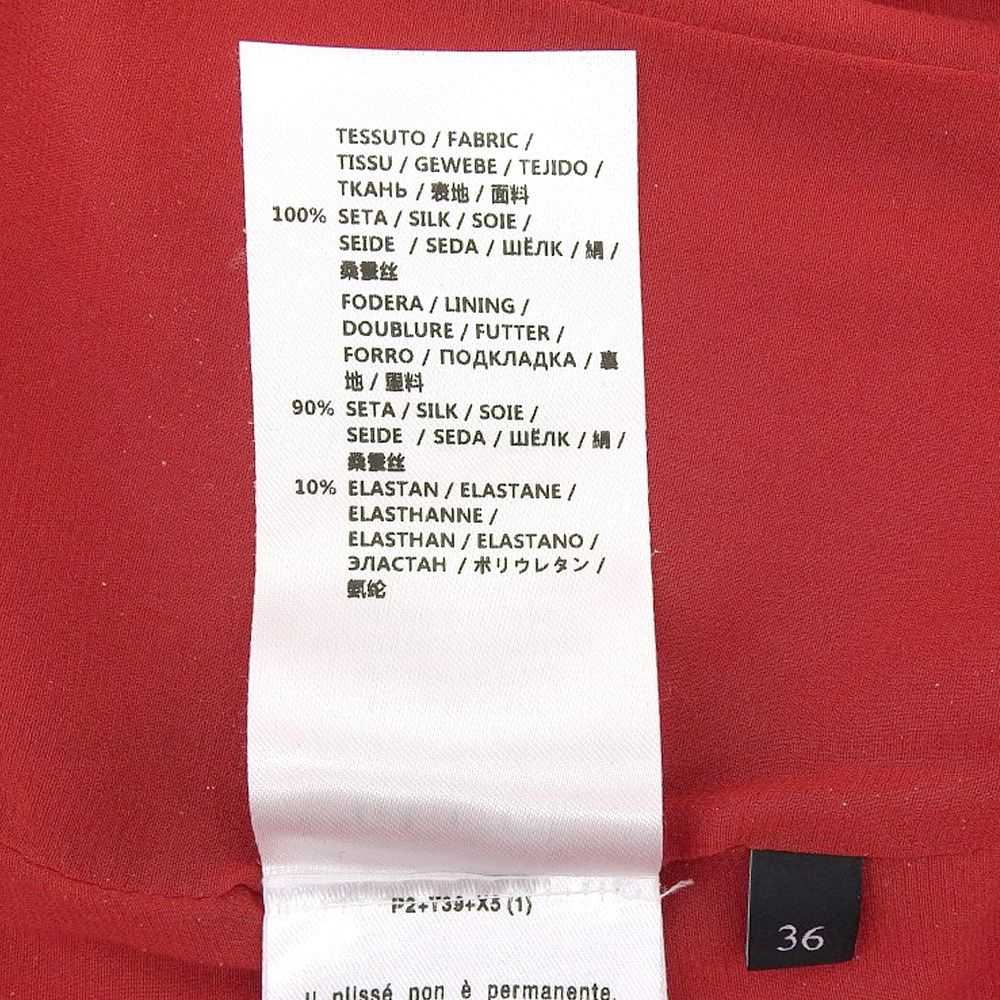 TESSUTO / FABRIC /
TISSU / GEWEBE / TEJIDO /
ТКАНЬ / 表地 / 面料
100% SETA / SILK / SOIE /
SEIDE / SEDA / ШЁЛК / 絹 /
桑蚕丝
FODERA / LINING /
DOUBLURE / FUTTER /
FORRO / ПОДКЛАДКА / 裏
地 / 里料
90% SETA / SILK / SOIE /
SEIDE / SEDA / ШЁЛК / 絹 /
桑蚕丝
10% ELASTAN / ELASTANE /
ELASTHANNE /
ELASTHAN / ELASTANO /
ЭЛАСТАН / ポリウレタン /
氨纶
P2+T39+X5 (1)
Il plissé non è permanente.
36